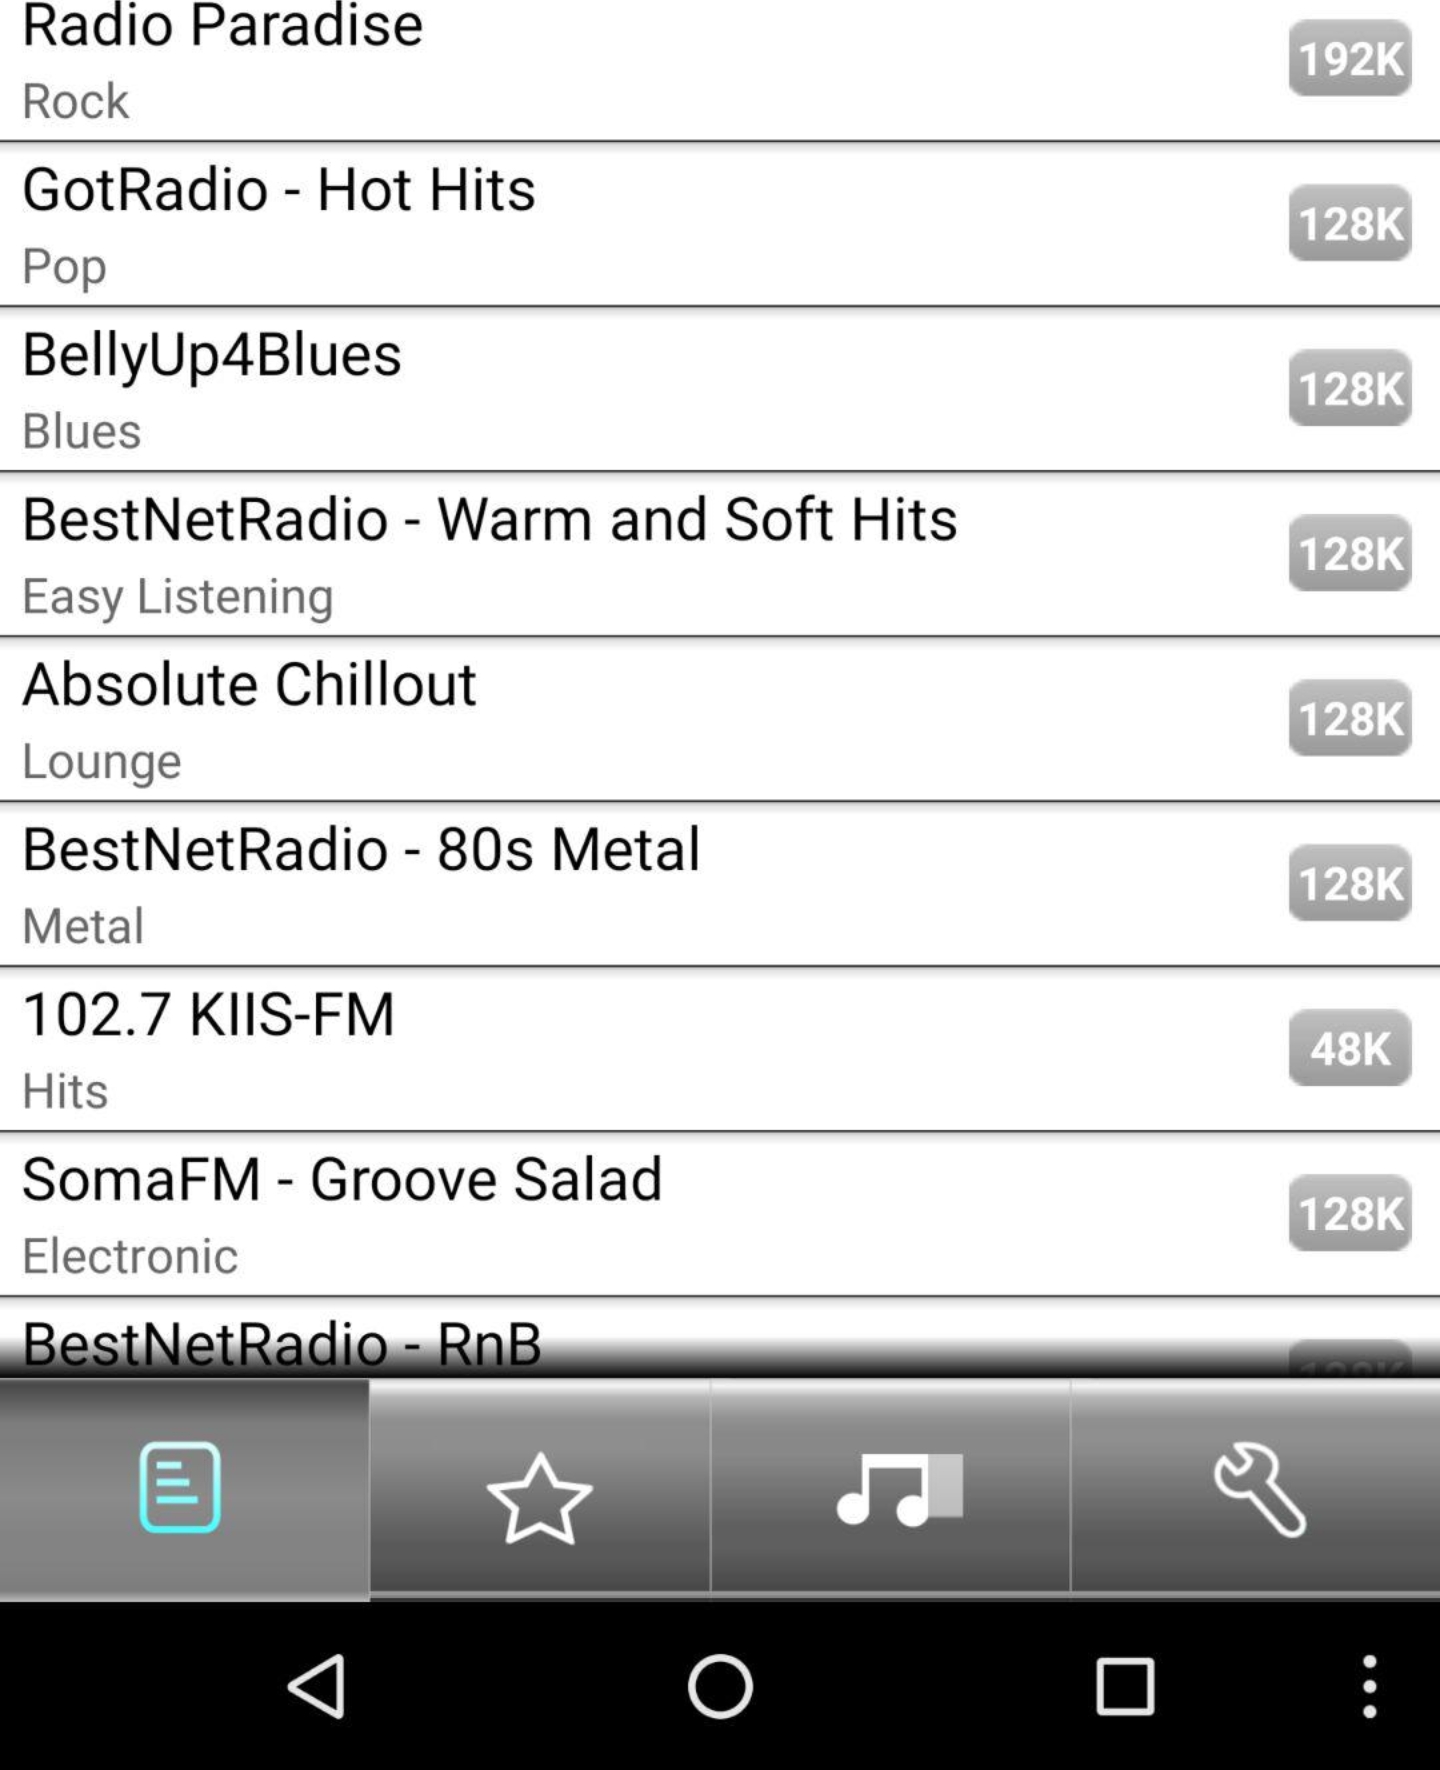 Radio Paradise
192K
Rock
GotRadio - Hot Hits
128K
Pop
BellyUp4Blues
128K
Blues
BestNetRadio - Warm and Soft Hits
128K
Easy Listening
Absolute Chillout
128K
Lounge
BestNetRadio - 80s Metal
128K
Metal
102.7 KIIS-FM
48K
Hits
SomaFM - Groove Salad
128K
Electronic
BestNetRadio - RnB